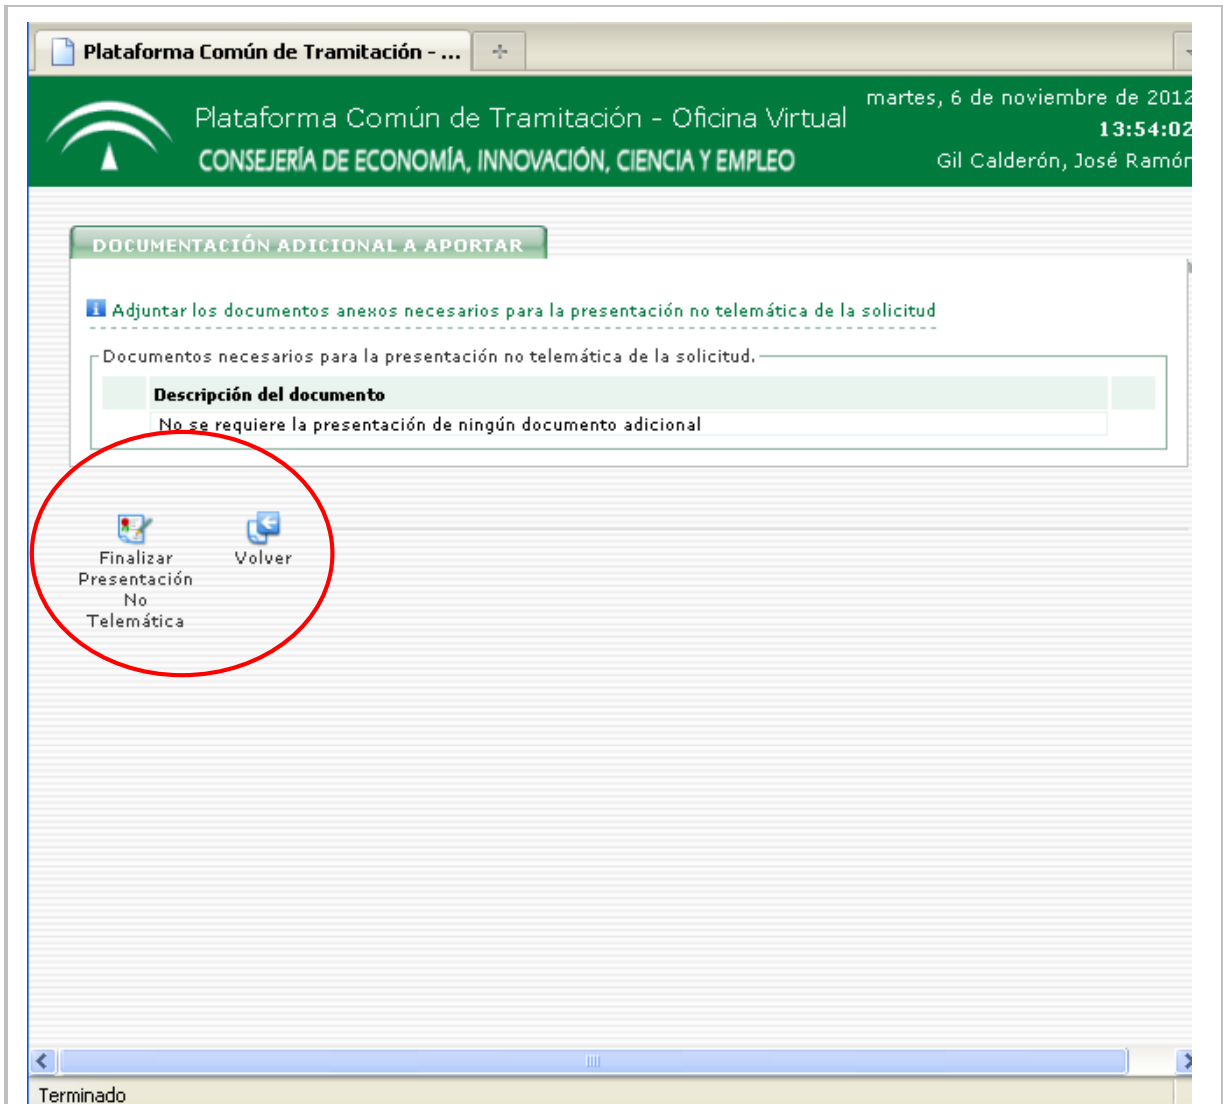 Plataforma Común de Tramitación - ...
Plataforma Común de Tramitación - Oficina Virtual
CONSEJERÍA DE ECONOMÍA, INNOVACIÓN, CIENCIA Y EMPLEO
martes, 6 de noviembre de 2012
13:54:02
Gil Calderón, José Ramón
DOCUMENTACIÓN ADICIONAL A APORTAR
Adjuntar los documentos anexos necesarios para la presentación no telemática de la solicitud
Documentos necesarios para la presentación no telemática de la solicitud.
Descripción del documento
No se requiere la presentación de ningún documento adicional
Finalizar
Presentación
No
Telemática
Volver
Terminado